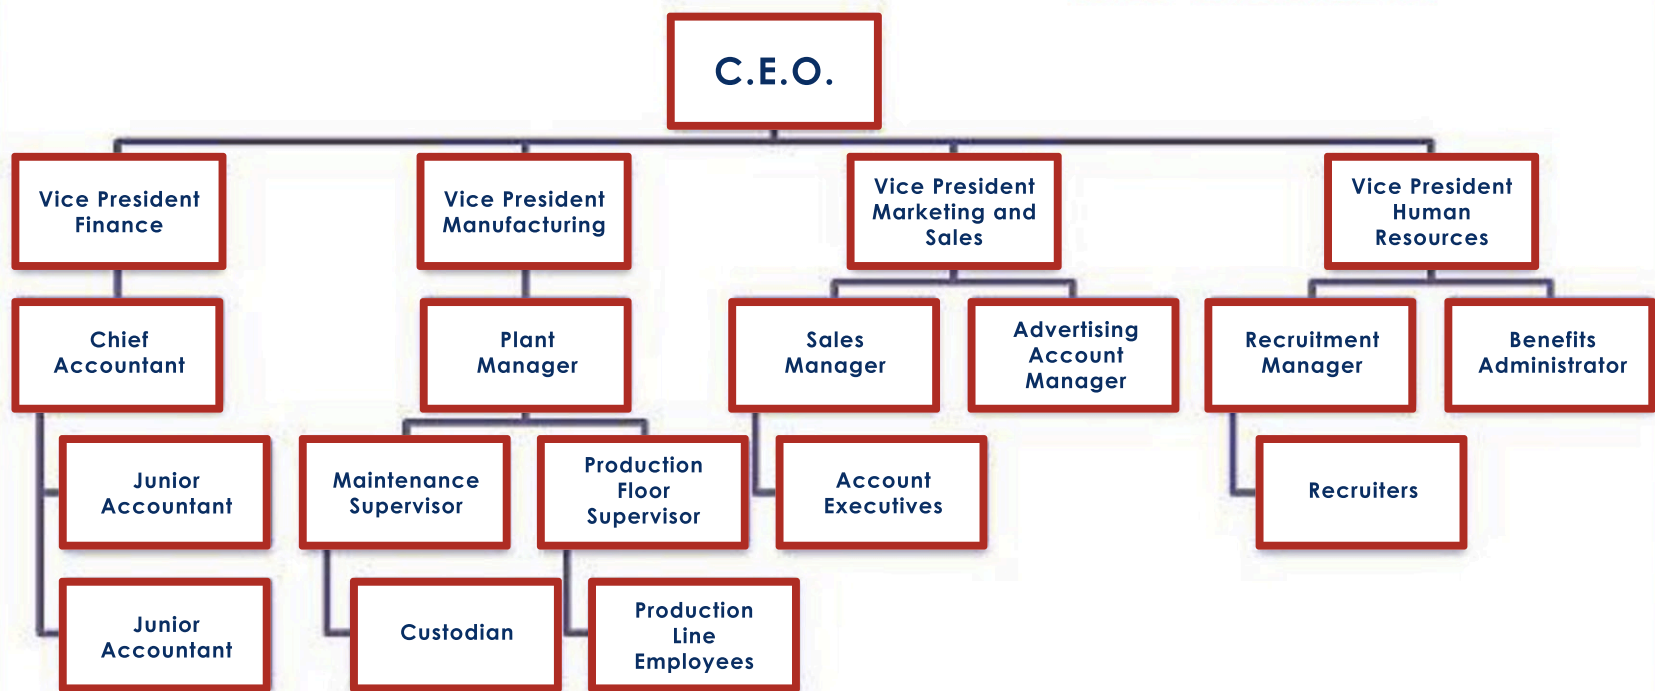 C.E.O.
Vice President
Finance
Vice President
Manufacturing
Vice President
Marketing and
Sales
Vice President
Human
Resources
Chief
Accountant
Plant
Manager
Sales
Manager
Advertising
Account
Manager
Recruitment
Manager
Benefits
Administrator
Junior
Accountant
Maintenance
Supervisor
Production
Floor
Supervisor
Account
Executives
Recruiters
Junior
Accountant
Custodian
Production
Line
Employees